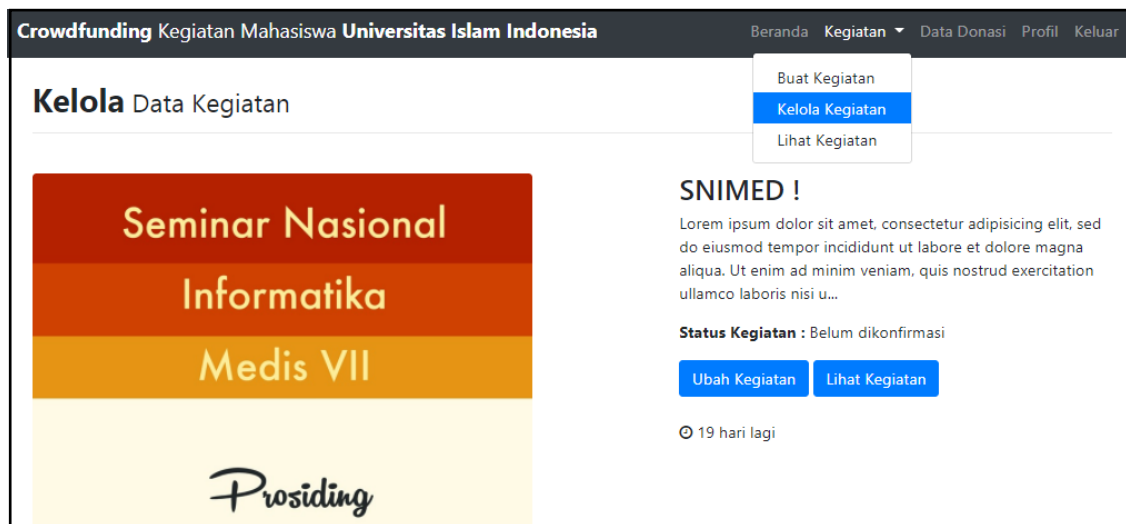 Crowdfunding Kegiatan Mahasiswa Universitas Islam Indonesia
Beranda Kegiatan Data Donasi Profil Keluar
Buat Kegiatan
Kelola Kegiatan
Lihat Kegiatan
Kelola Data Kegiatan
Seminar Nasional
Informatika
Medis VII
Prosiding
SNIMED !
Lorem ipsum dolor sit amet, consectetur adipisicing elit, sed
do eiusmod tempor incididunt ut labore et dolore magna
aliqua. Ut enim ad minim veniam, quis nostrud exercitation
ullamco laboris nisi u...
Status Kegiatan : Belum dikonfirmasi
Ubah Kegiatan Lihat Kegiatan
19 hari lagi